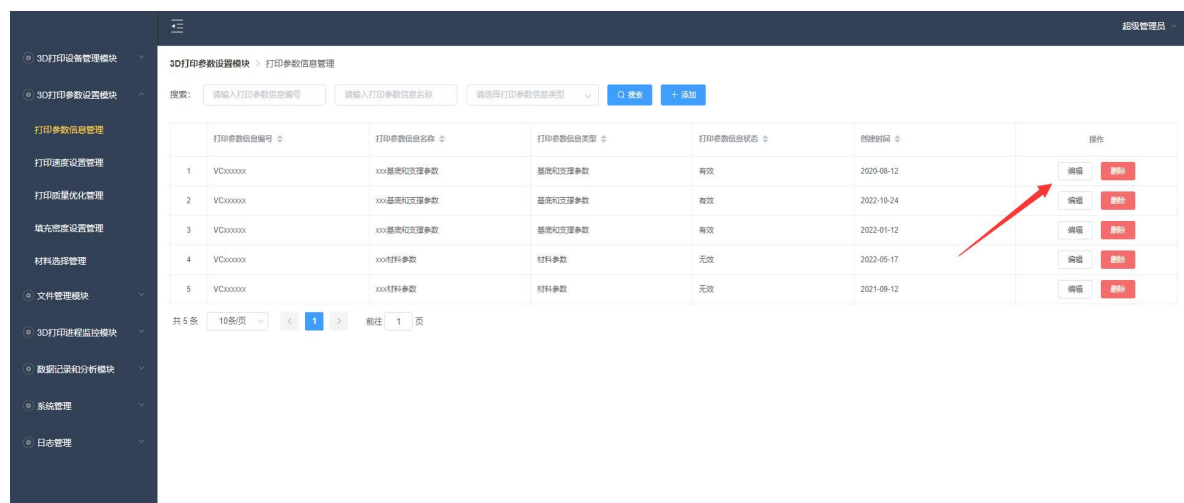 超级管理员
3D打印设备管理模块
3D打印参数设置模块
打印参数信息管理
打印速度设置管理
打印质量优化管理
填充密度设置管理
材料选择管理
文件管理模块
3D打印进程监控模块
数据记录和分析模块
系统管理
日志管理
3D打印参数设置模块 > 打印参数信息管理
搜索: 请输入打印参数信息编号 请输入打印参数信息名称 请选择打印参数信息类型 搜索 + 添加
打印参数信息编号 打印参数信息名称 打印参数信息类型 打印参数信息状态 创建时间 操作
1 VCxxxxxx xxx基底和支撑参数 基底和支撑参数 有效 2020-08-12 编辑 删除
2 VCxxxxxx xxx基底和支撑参数 基底和支撑参数 有效 2022-10-24 编辑 删除
3 VCxxxxxx xxx基底和支撑参数 基底和支撑参数 有效 2022-01-12 编辑 删除
4 VCxxxxxx xxx材料参数 材料参数 无效 2022-05-17 编辑 删除
5 VCxxxxxx xxx材料参数 材料参数 无效 2021-09-12 编辑 删除
共 5 条 10条/页 < 1 > 前往 1 页